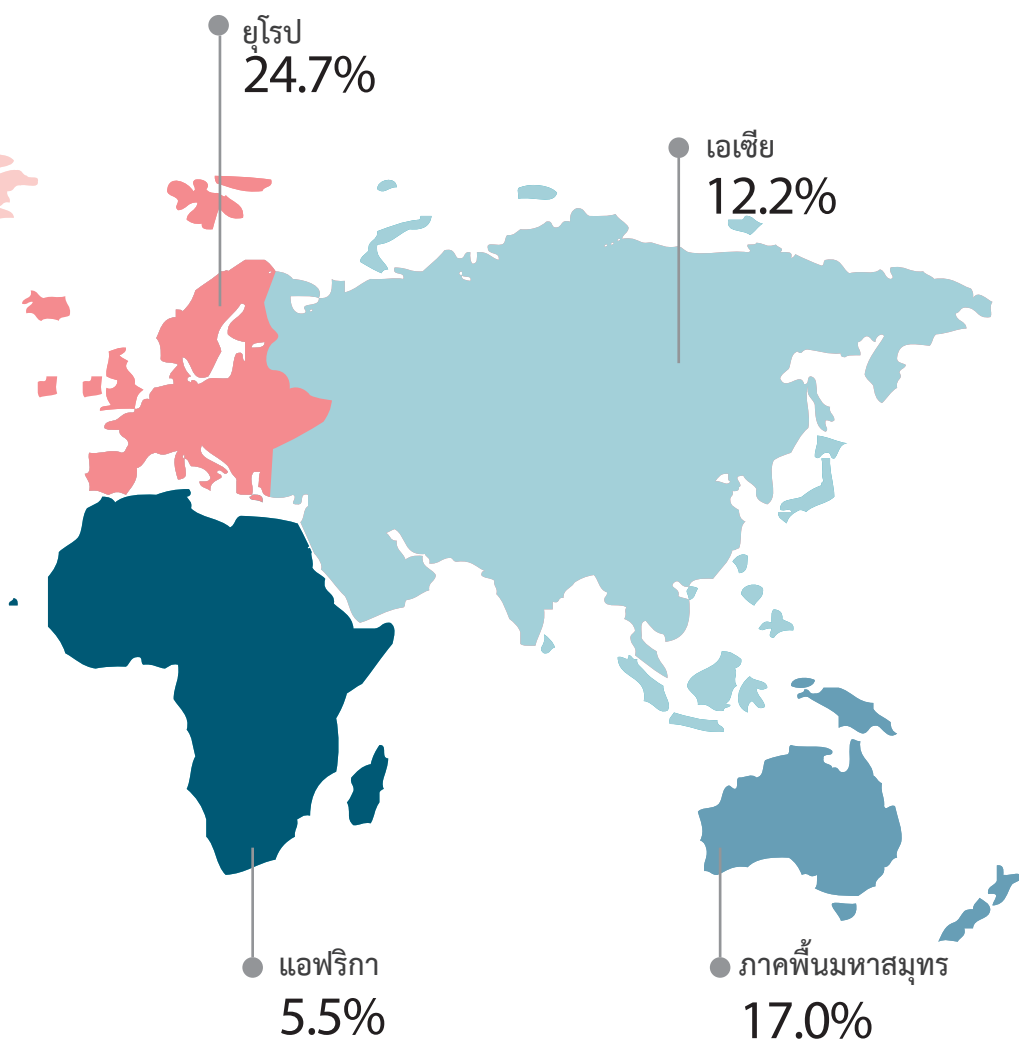 ยุโรป
24.7%
เอเซีย
12.2%
แอฟริกา
5.5%
ภาคพื้นมหาสมุทร
17.0%